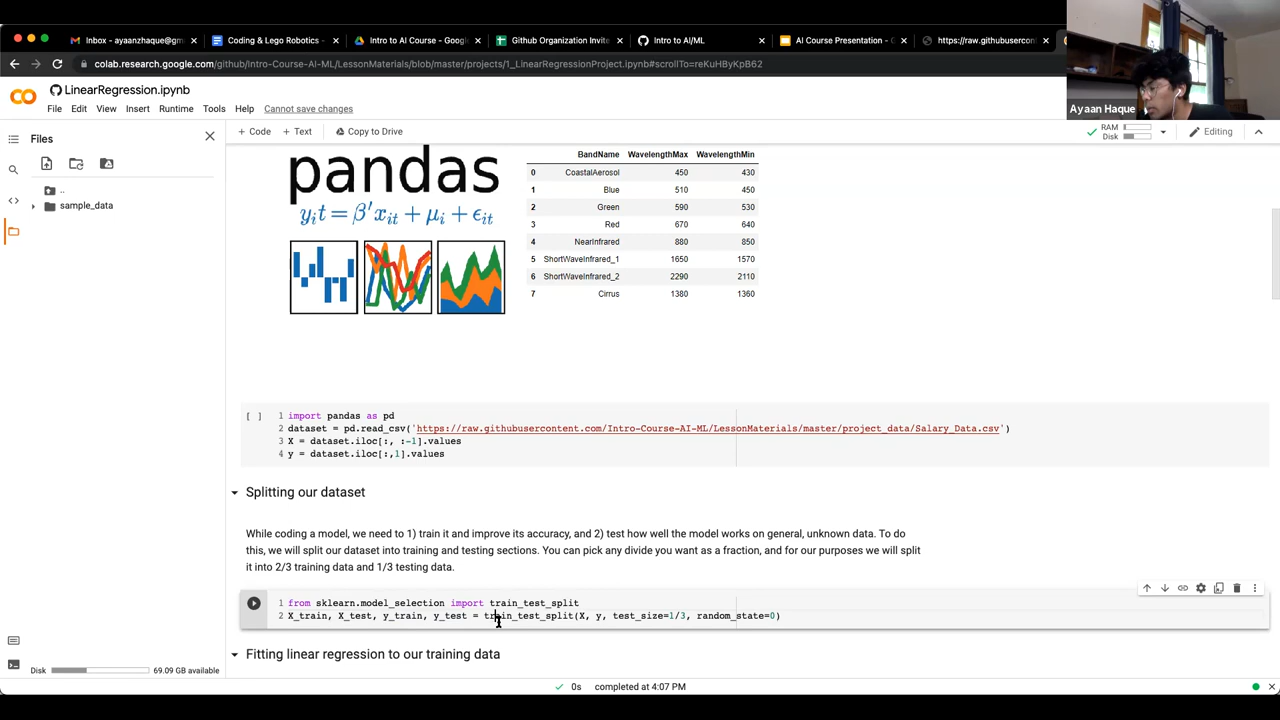 Inbox - ayaanzhaque@gm
Coding & Lego Robotics
Intro to AI Course - Google
Github Organization Invite
Intro to AI/ML
AI Course Presentation - G
https://raw.githubusercont
colab.research.google.com/github/Intro-Course-AI-ML/LessonMaterials/blob/master/projects/1_LinearRegressionProject.ipynb#scrollTo=reKuHByKpB62
LinearRegression.ipynb
File Edit View Insert Runtime Tools Help Cannot save changes
Ayaan Haque
Files
+ Code + Text Copy to Drive
RAM
Disk
Editing
..
sample_data
pandas
y_it = β'x_it + μ_i + ϵ_it
BandName WavelengthMax WavelengthMin
0 CoastalAerosol 450 430
1 Blue 510 450
2 Green 590 530
3 Red 670 640
4 NearInfrared 880 850
5 ShortWaveInfrared_1 1650 1570
6 ShortWaveInfrared_2 2290 2110
7 Cirrus 1380 1360
[ ] 1 import pandas as pd
2 dataset = pd.read_csv('https://raw.githubusercontent.com/Intro-Course-AI-ML/LessonMaterials/master/project_data/Salary_Data.csv')
3 X = dataset.iloc[:, :-1].values
4 y = dataset.iloc[:,1].values
Splitting our dataset
While coding a model, we need to 1) train it and improve its accuracy, and 2) test how well the model works on general, unknown data. To do
this, we will split our dataset into training and testing sections. You can pick any divide you want as a fraction, and for our purposes we will split
it into 2/3 training data and 1/3 testing data.
1 from sklearn.model_selection import train_test_split
2 X_train, X_test, y_train, y_test = train_test_split(X, y, test_size=1/3, random_state=0)
Fitting linear regression to our training data
Disk 69.09 GB available
0s completed at 4:07 PM